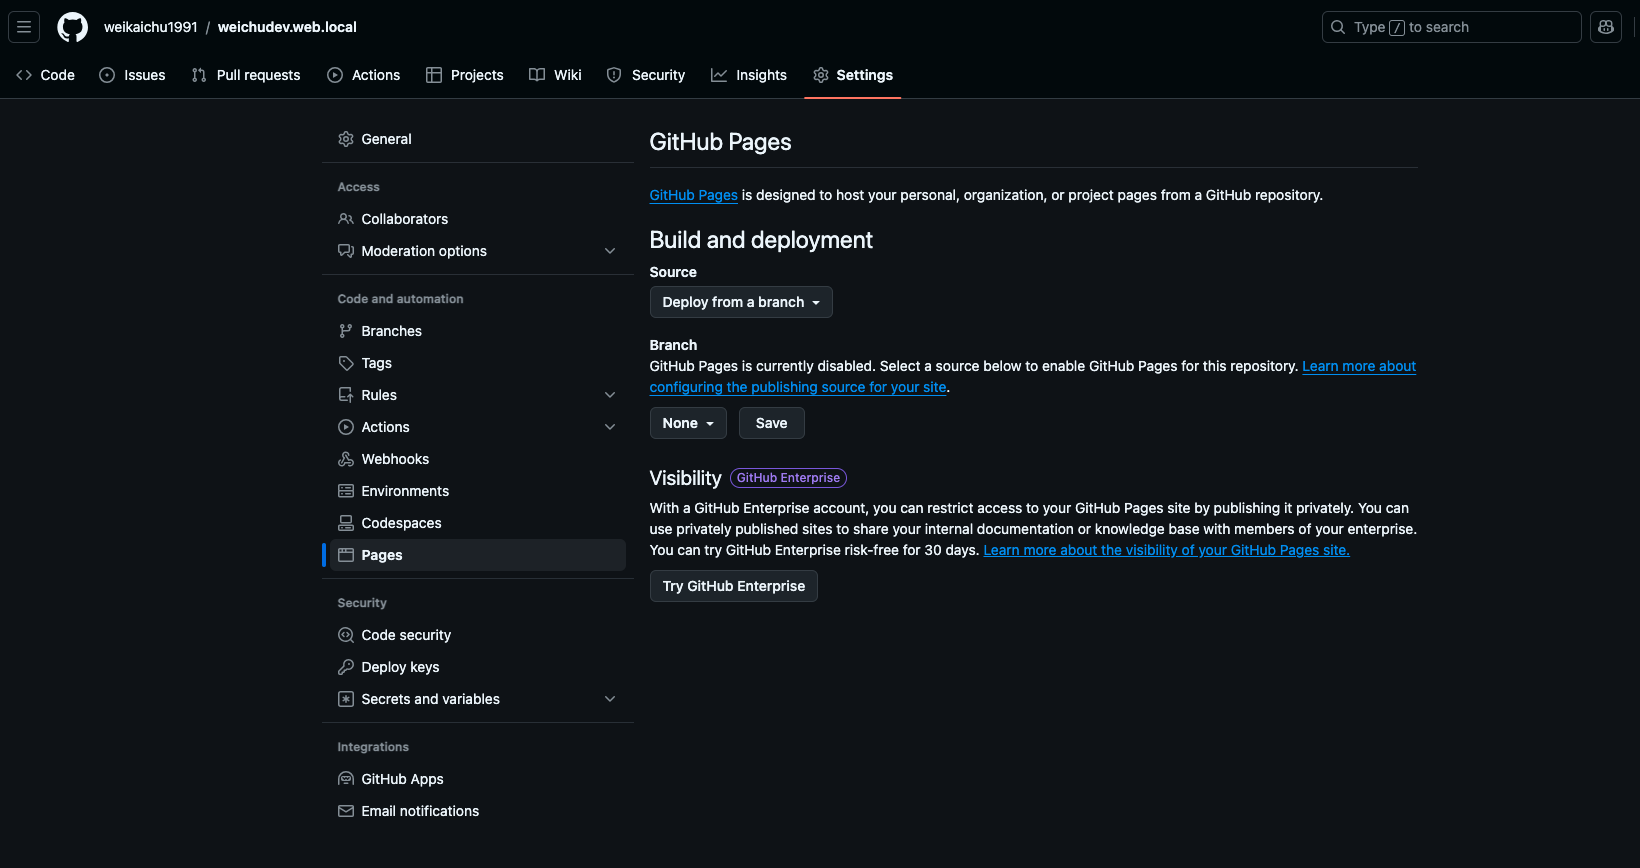 weikaichu1991 / weichudev.web.local
Type / to search
Code Issues Pull requests Actions Projects Wiki Security Insights Settings
General
Access
Collaborators
Moderation options
Code and automation
Branches
Tags
Rules
Actions
Webhooks
Environments
Codespaces
Pages
Security
Code security
Deploy keys
Secrets and variables
Integrations
GitHub Apps
Email notifications
GitHub Pages
GitHub Pages is designed to host your personal, organization, or project pages from a GitHub repository.
Build and deployment
Source
Deploy from a branch
Branch
GitHub Pages is currently disabled. Select a source below to enable GitHub Pages for this repository. Learn more about
configuring the publishing source for your site.
None Save
Visibility GitHub Enterprise
With a GitHub Enterprise account, you can restrict access to your GitHub Pages site by publishing it privately. You can
use privately published sites to share your internal documentation or knowledge base with members of your enterprise.
You can try GitHub Enterprise risk-free for 30 days. Learn more about the visibility of your GitHub Pages site.
Try GitHub Enterprise